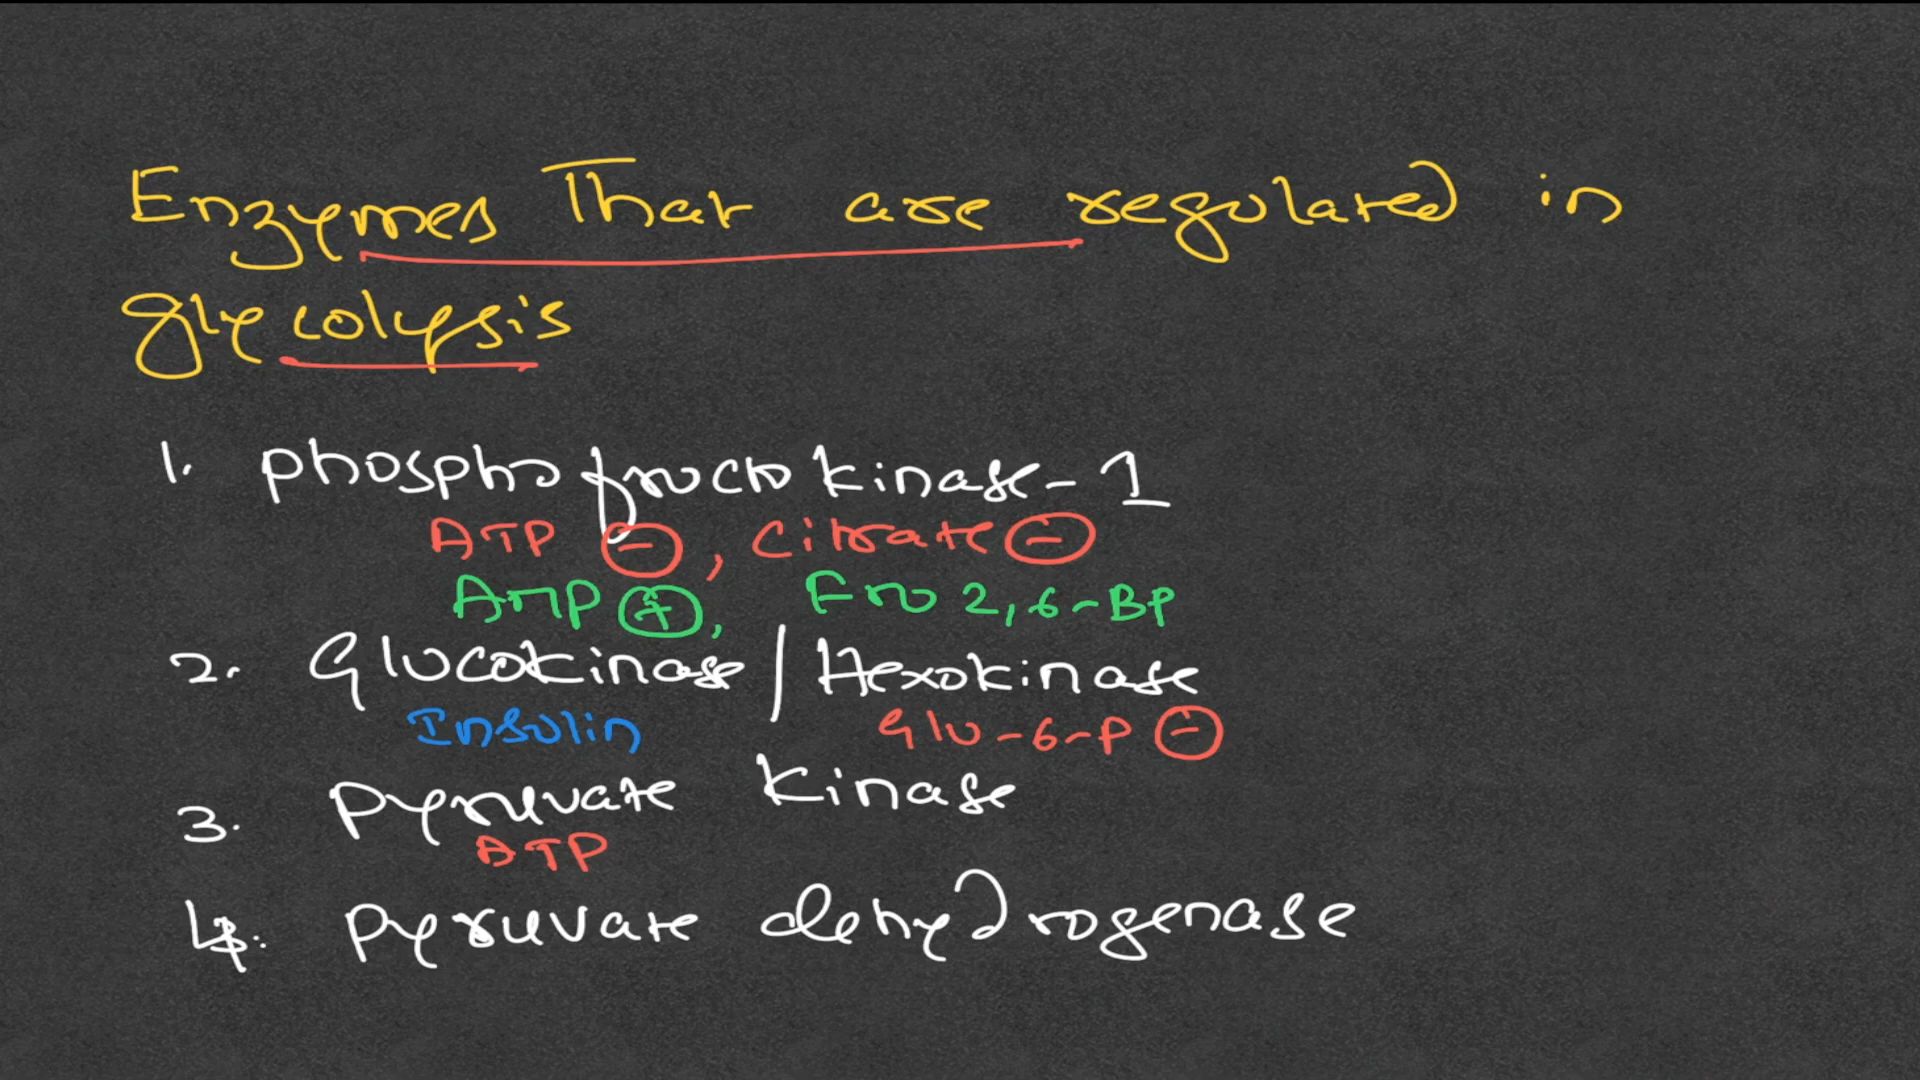 Enzymes That are regulated in
glycolysis
1. phosphofructokinase-1
ATP ⊖, Citrate ⊖
AMP ⊕, Fru 2,6-BP
2. Glucokinase / Hexokinase
Insulin Glu-6-P ⊖
3. pyruvate kinase
ATP
4. pyruvate dehydrogenase